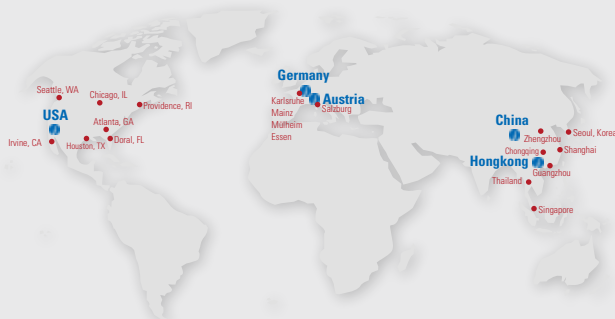 Seattle, WA
Chicago, IL
Providence, RI
USA
Atlanta, GA
Irvine, CA
Houston, TX
Doral, FL
Germany
Austria
Karlsruhe
Salzburg
Mainz
Mülheim
Essen
China
Seoul, Korea
Zhengzhou
Chongqing
Shanghai
Hongkong
Guangzhou
Thailand
Singapore